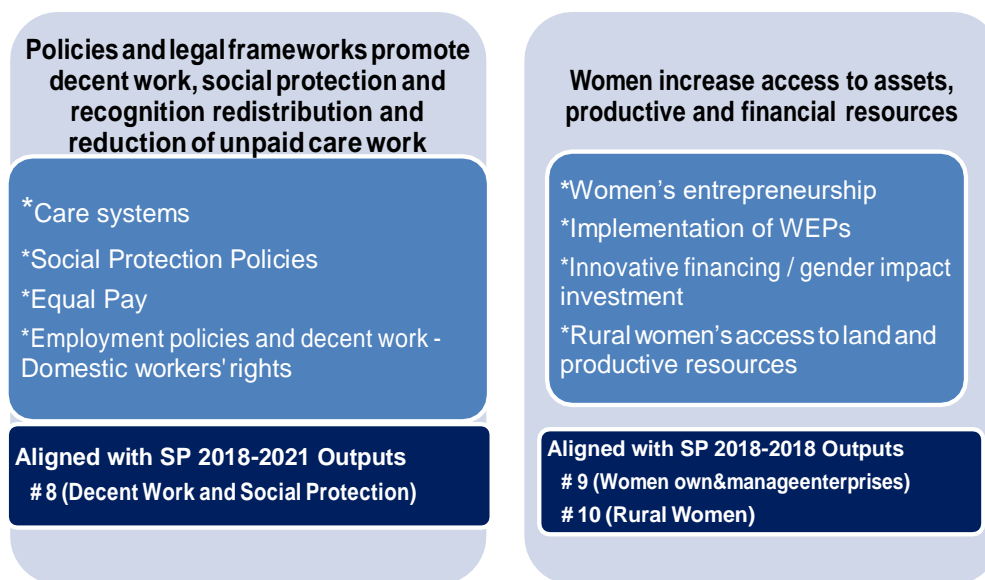 Policies and legal frameworks promote
decent work, social protection and
recognition redistribution and
reduction of unpaid care work
*Care systems
*Social Protection Policies
*Equal Pay
*Employment policies and decent work -
Domestic workers' rights
Aligned with SP 2018-2021 Outputs
# 8 (Decent Work and Social Protection)
Women increase access to assets,
productive and financial resources
*Women’s entrepreneurship
*Implementation of WEPs
*Innovative financing / gender impact
investment
*Rural women’s access to land and
productive resources
Aligned with SP 2018-2018 Outputs
# 9 (Women own&manageenterprises)
# 10 (Rural Women)